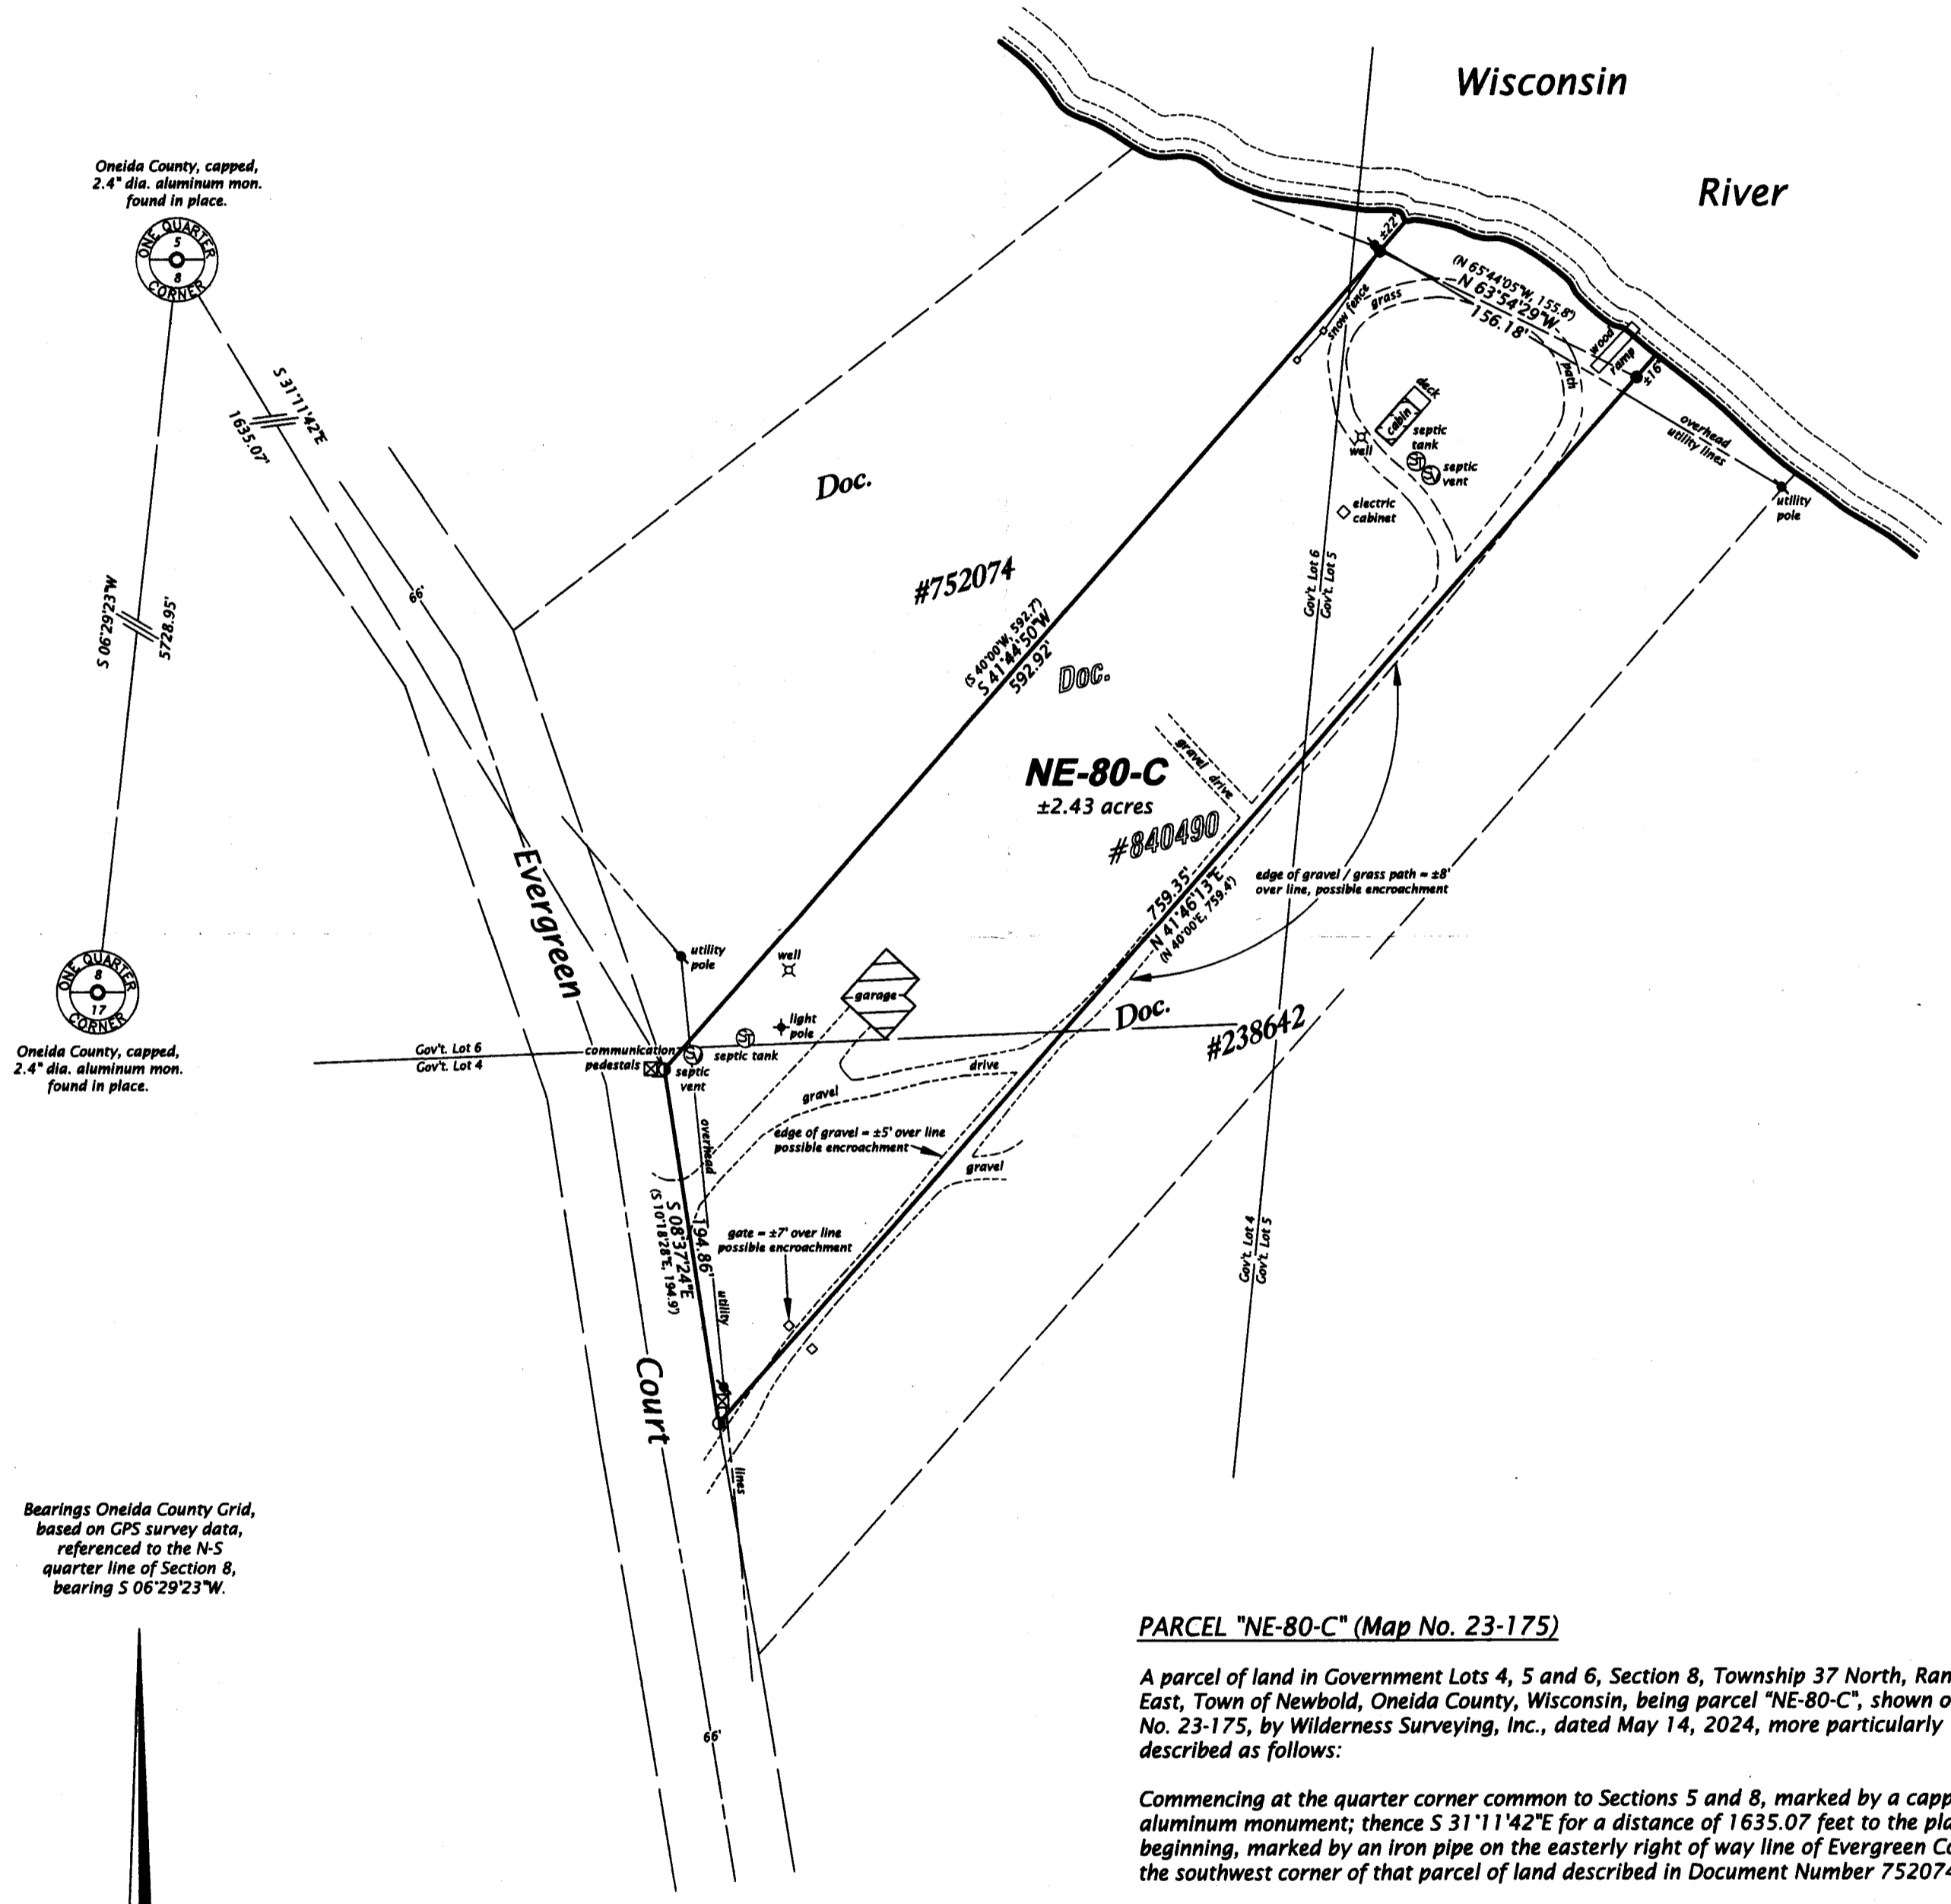 Wisconsin
River
Oneida County, capped,
2.4" dia. aluminum mon.
found in place.
ONE QUARTER
5
8
CORNER
S 31°11'42"E
1635.07'
S 06°29'23"W
5728.95'
66'
Doc.
#752074
±22'
(N 65°44'05"W, 155.8')
N 63°54'29"W
156.18'
snow fence
grass
path
wood
ramp
±16'
deck
cabin
well
septic
tank
septic
vent
electric
cabinet
overhead
utility lines
utility
pole
Gov't. Lot 6
Gov't. Lot 5
(S 40°00'W, 592.7')
S 41°44'50"W
592.92'
Doc.
NE-80-C
±2.43 acres
#840490
gravel drive
759.35'
N 41°46'13"E
(N 40°00'E, 759.4')
edge of gravel / grass path = ±8'
over line, possible encroachment
Evergreen
utility
pole
well
garage
light
pole
septic tank
communication
pedestals
septic
vent
Gov't. Lot 6
Gov't. Lot 4
Doc.
#238642
ONE QUARTER
8
17
CORNER
Oneida County, capped,
2.4" dia. aluminum mon.
found in place.
gravel
drive
edge of gravel = ±5' over line
possible encroachment
gravel
overhead
utility
lines
194.86'
S 08°37'24"E
(S 10°18'28"E, 194.9')
gate = ±7' over line
possible encroachment
Gov't. Lot 4
Gov't. Lot 5
Court
66'
Bearings Oneida County Grid,
based on GPS survey data,
referenced to the N-S
quarter line of Section 8,
bearing S 06°29'23"W.
PARCEL "NE-80-C" (Map No. 23-175)
A parcel of land in Government Lots 4, 5 and 6, Section 8, Township 37 North, Ran
East, Town of Newbold, Oneida County, Wisconsin, being parcel "NE-80-C", shown o
No. 23-175, by Wilderness Surveying, Inc., dated May 14, 2024, more particularly
described as follows:
Commencing at the quarter corner common to Sections 5 and 8, marked by a capp
aluminum monument; thence S 31°11'42"E for a distance of 1635.07 feet to the pla
beginning, marked by an iron pipe on the easterly right of way line of Evergreen Co
the southwest corner of that parcel of land described in Document Number 752074